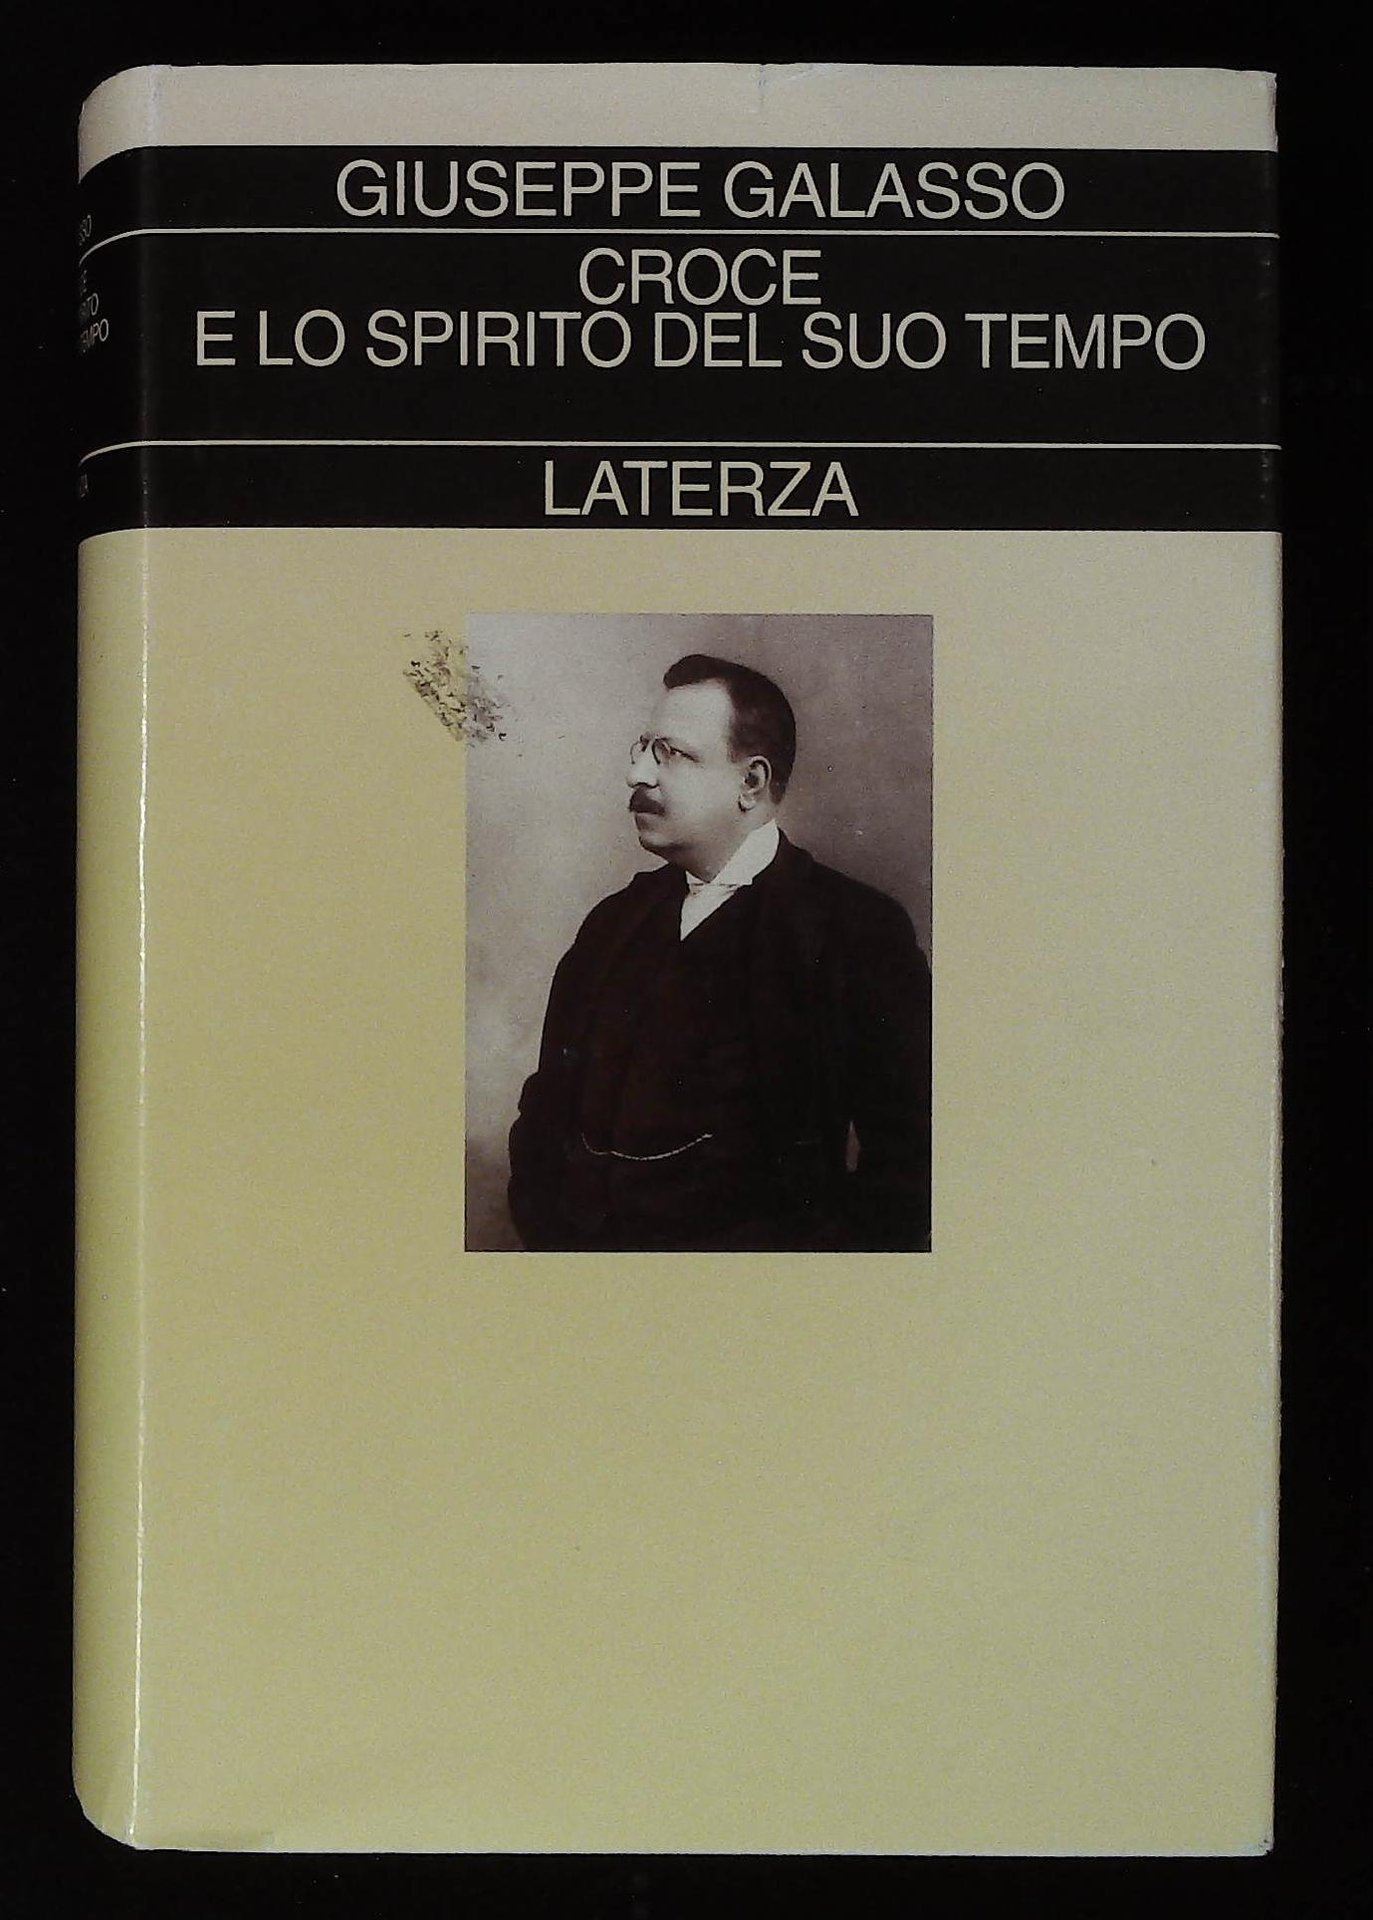 GIUSEPPE GALASSO
CROCE
E LO SPIRITO DEL SUO TEMPO
LATERZA